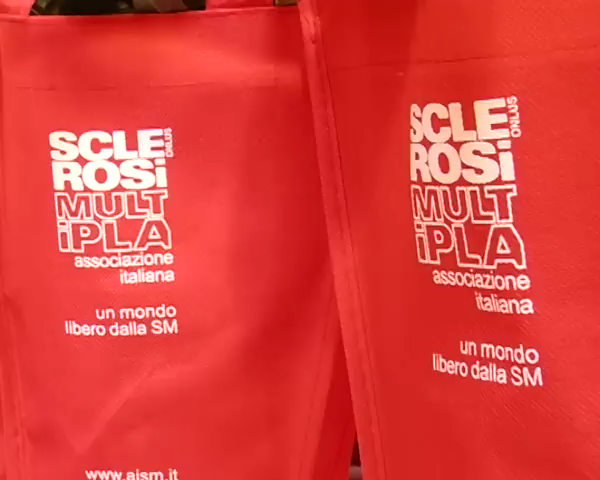 SCLE
ROSi
ONLUS
MULT
iPLA
associazione
italiana
un mondo
libero dalla SM
www.aism.it
SCLE
ROSi
ONLUS
MULT
iPLA
associazione
italiana
un mondo
libero dalla SM